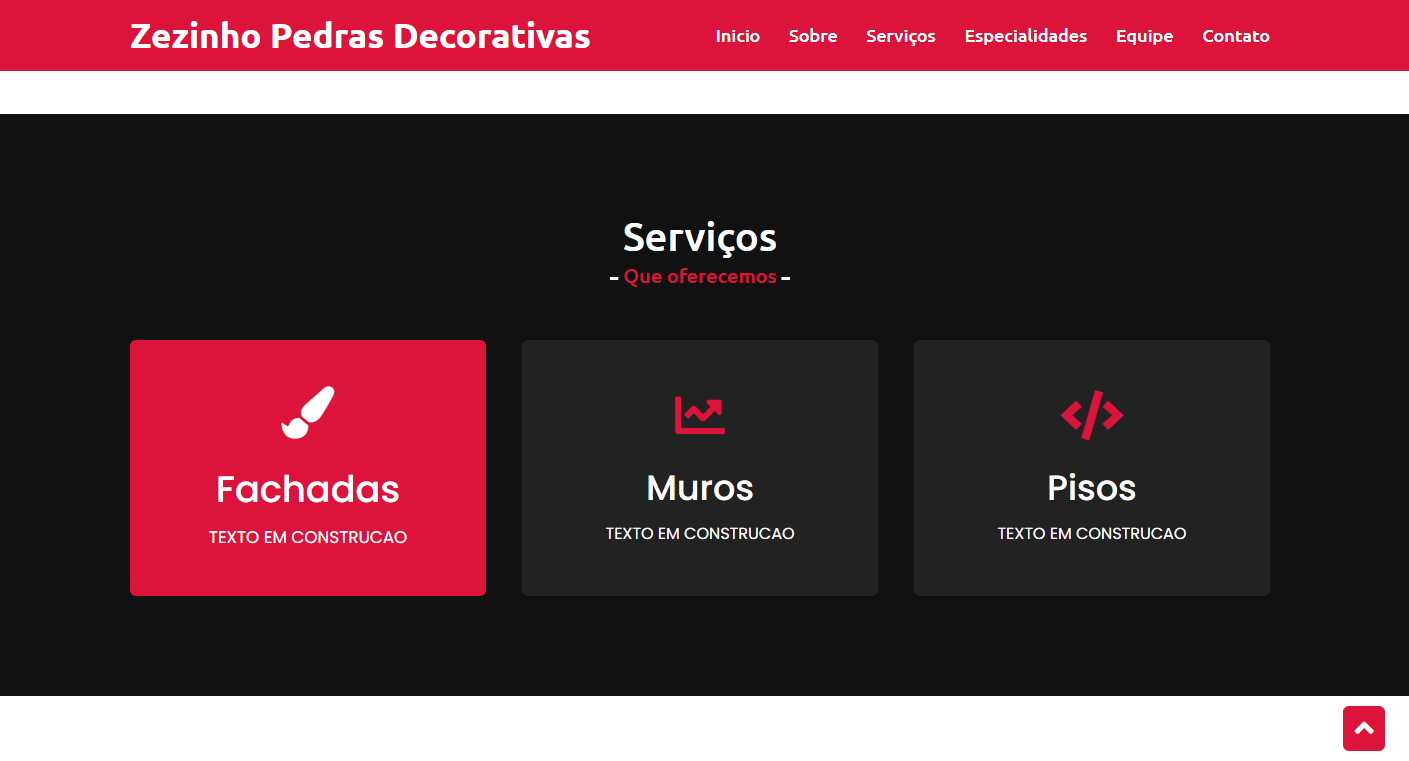 Zezinho Pedras Decorativas
Inicio Sobre Serviços Especialidades Equipe Contato
Serviços
- Que oferecemos -
Fachadas
TEXTO EM CONSTRUCAO
Muros
TEXTO EM CONSTRUCAO
Pisos
TEXTO EM CONSTRUCAO